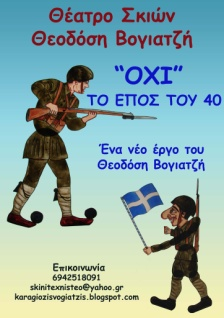 Θέατρο Σκιών
Θεοδόση Βογιατζή
“ΟΧΙ”
ΤΟ ΕΠΟΣ ΤΟΥ 40
Ένα νέο έργο του
Θεοδόση Βογιατζή
Επικοινωνία
6942518091
skinitexnisteo@yahoo.gr
karagiozisvogiatzis.blogspot.com